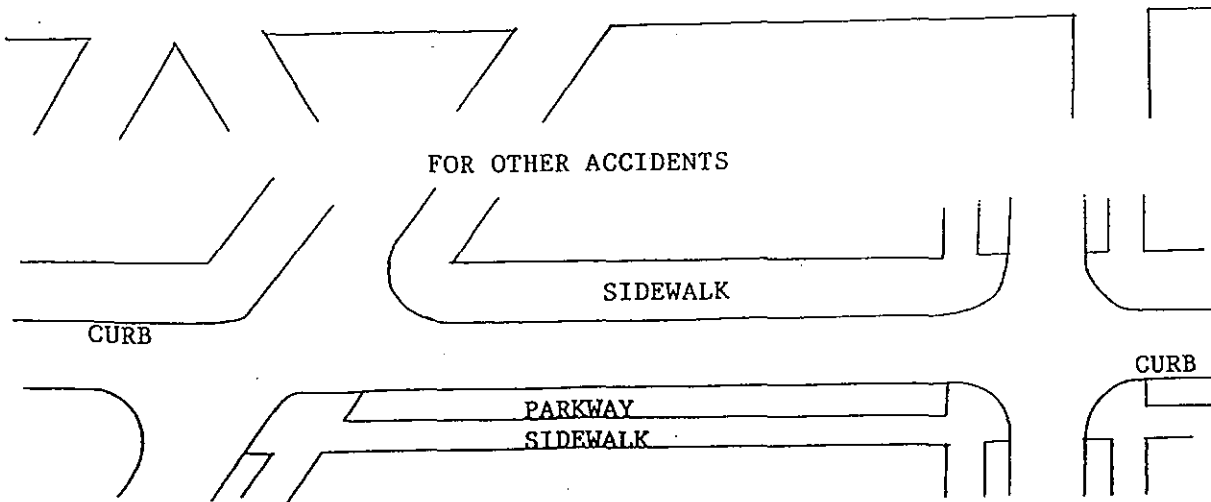 FOR OTHER ACCIDENTS
SIDEWALK
CURB
CURB
PARKWAY
SIDEWALK